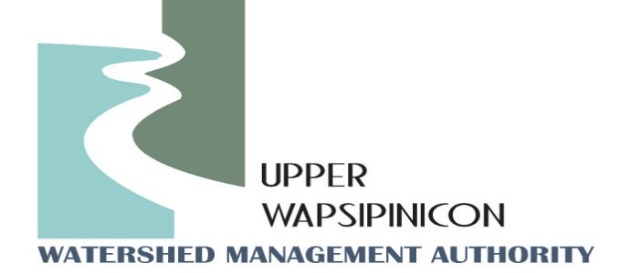 UPPER
WAPSIPINICON
WATERSHED MANAGEMENT AUTHORITY